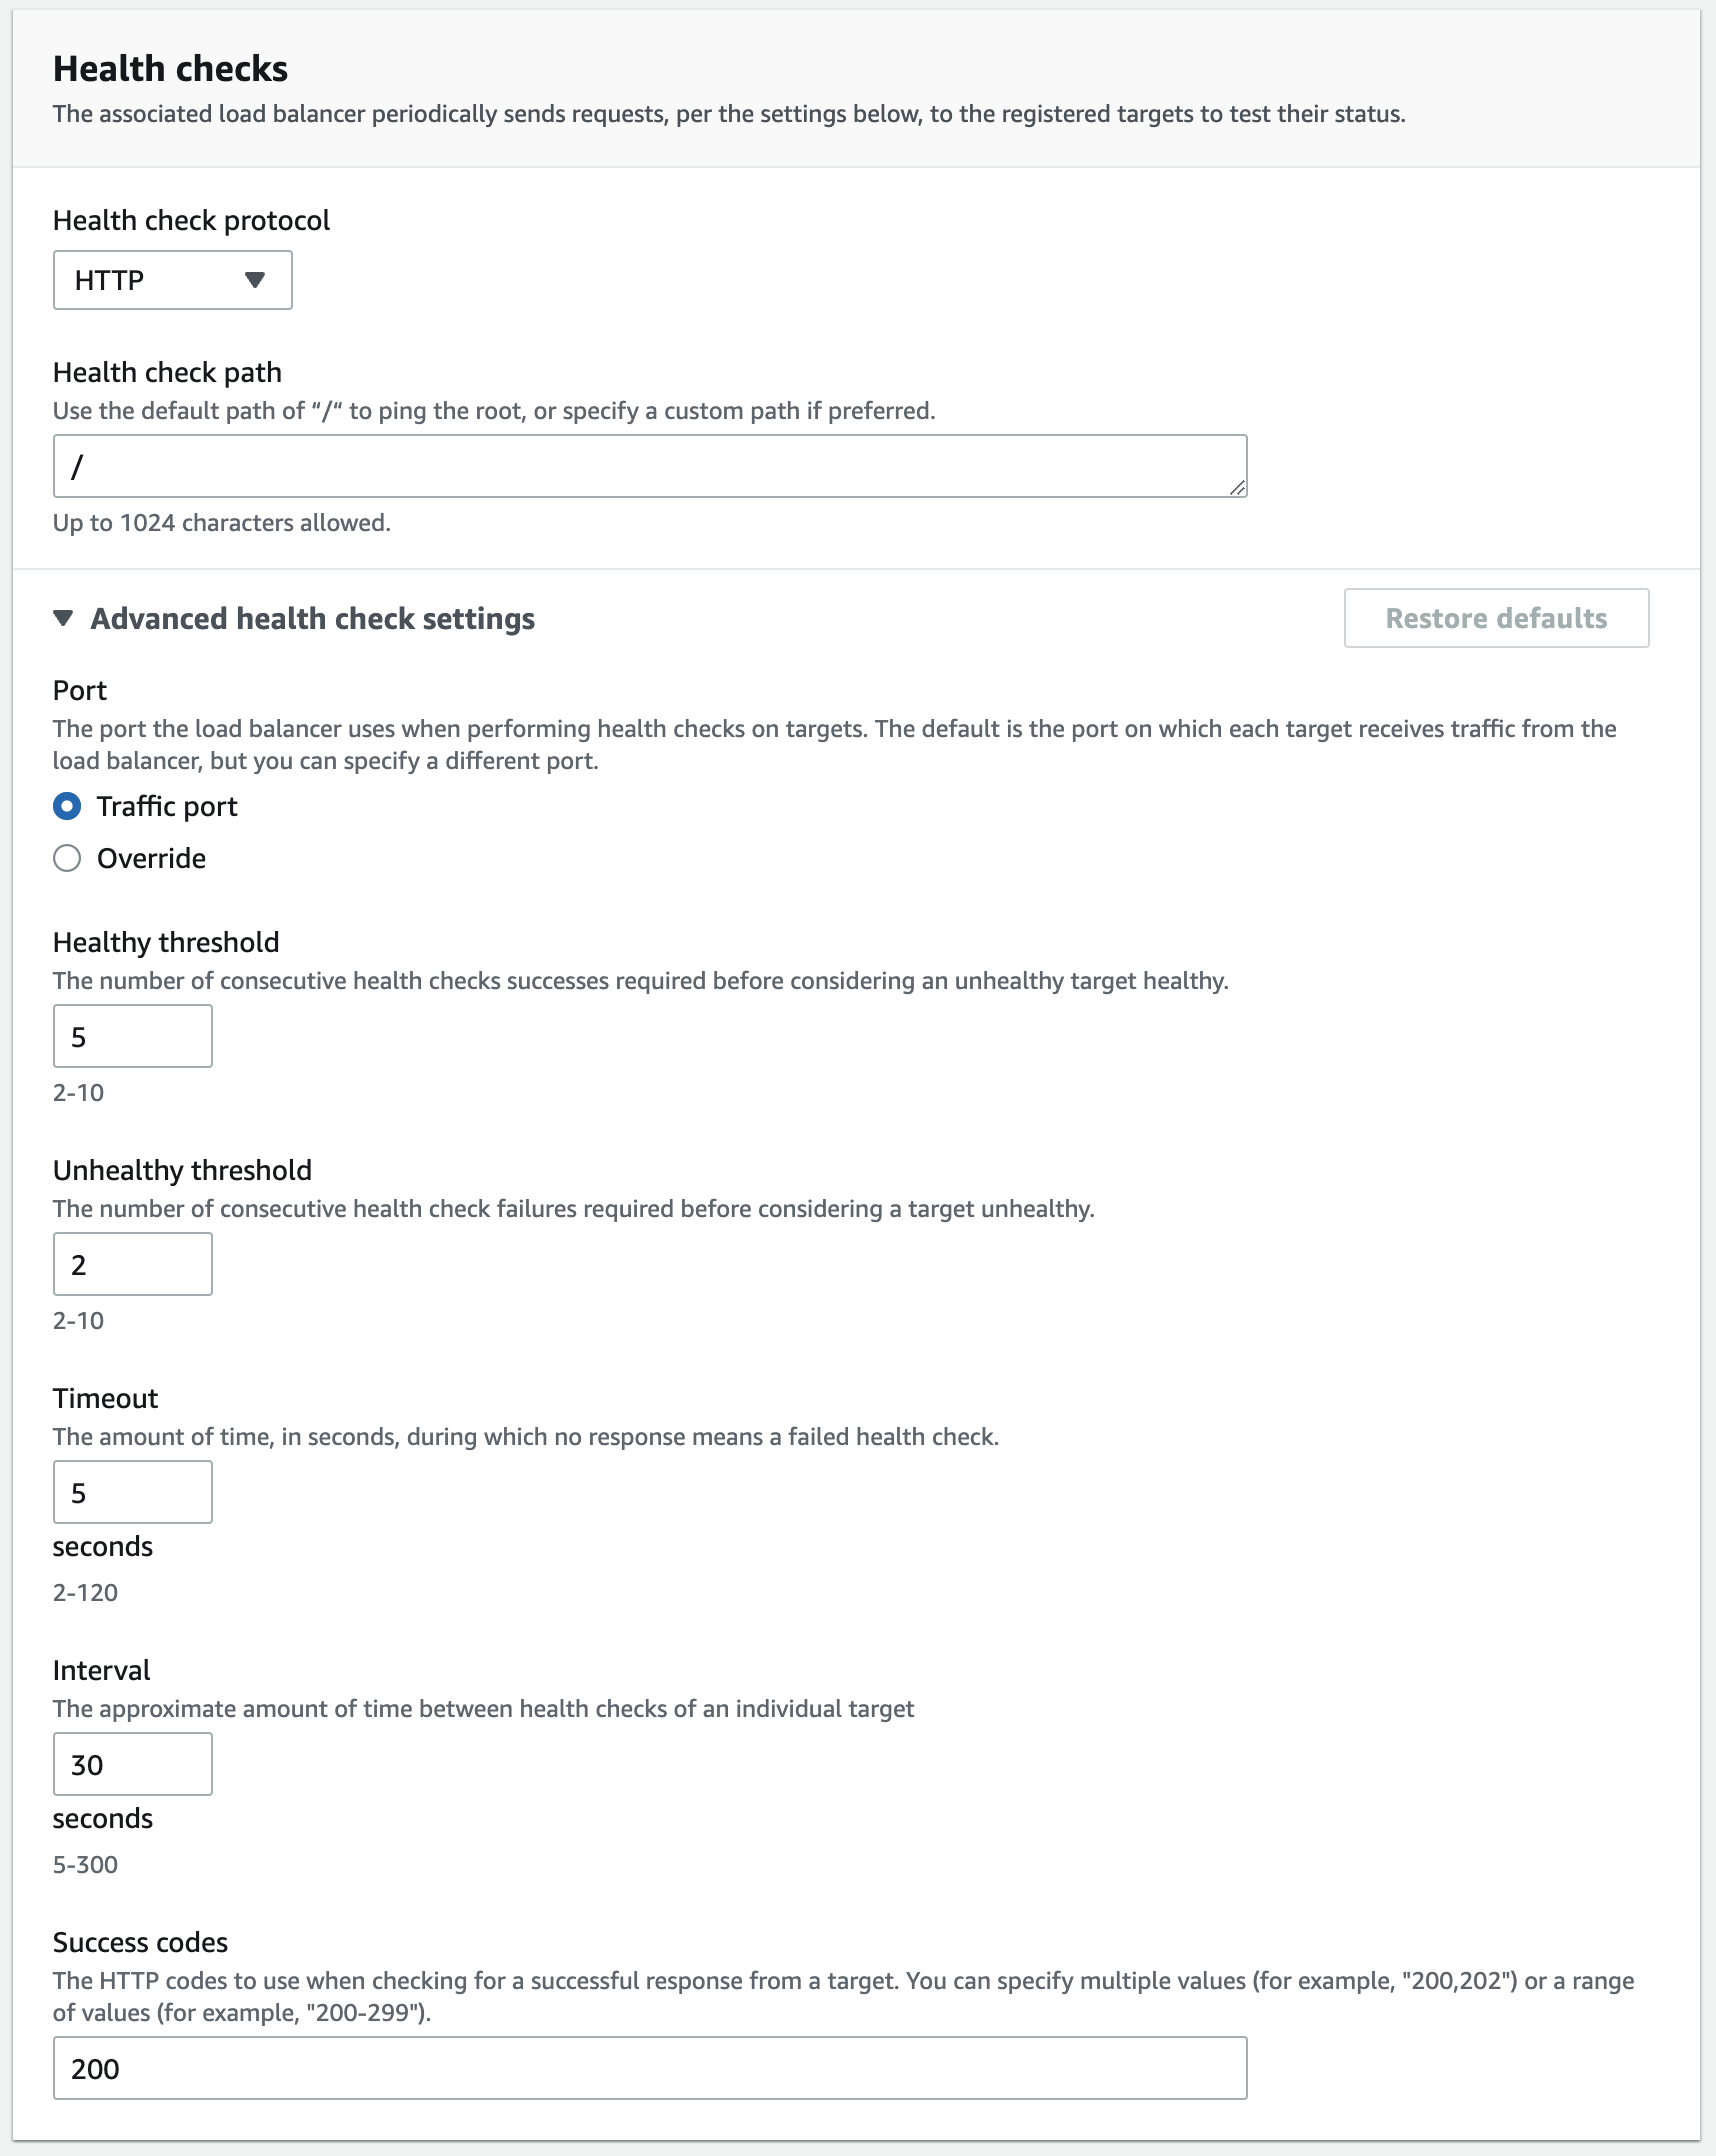 Health checks
The associated load balancer periodically sends requests, per the settings below, to the registered targets to test their status.
Health check protocol
HTTP
Health check path
Use the default path of “/“ to ping the root, or specify a custom path if preferred.
/
Up to 1024 characters allowed.
Advanced health check settings
Restore defaults
Port
The port the load balancer uses when performing health checks on targets. The default is the port on which each target receives traffic from the
load balancer, but you can specify a different port.
Traffic port
Override
Healthy threshold
The number of consecutive health checks successes required before considering an unhealthy target healthy.
5
2-10
Unhealthy threshold
The number of consecutive health check failures required before considering a target unhealthy.
2
2-10
Timeout
The amount of time, in seconds, during which no response means a failed health check.
5
seconds
2-120
Interval
The approximate amount of time between health checks of an individual target
30
seconds
5-300
Success codes
The HTTP codes to use when checking for a successful response from a target. You can specify multiple values (for example, "200,202") or a range
of values (for example, "200-299").
200